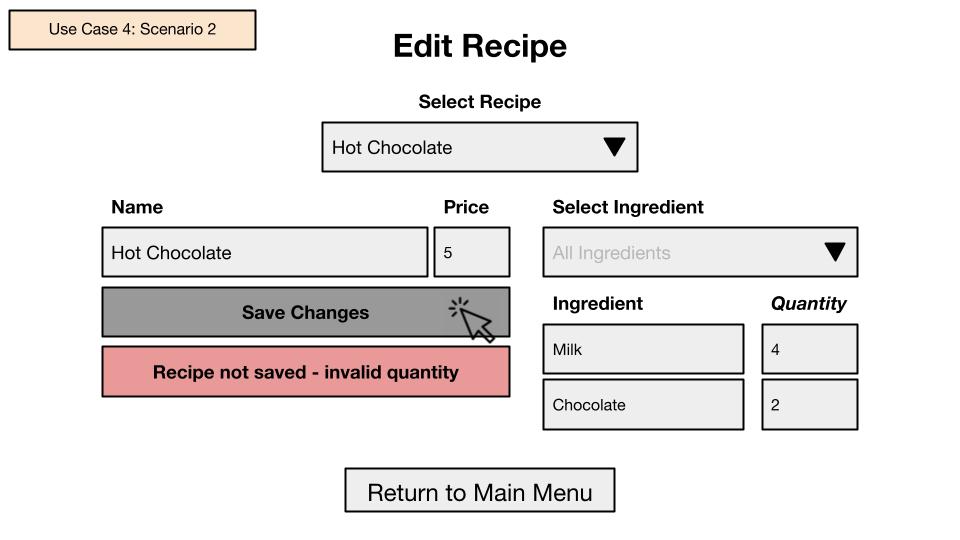 Use Case 4: Scenario 2
Edit Recipe
Select Recipe
Hot Chocolate
Name Price
Hot Chocolate 5
Save Changes
Recipe not saved - invalid quantity
Select Ingredient
All Ingredients
Ingredient Quantity
Milk 4
Chocolate 2
Return to Main Menu